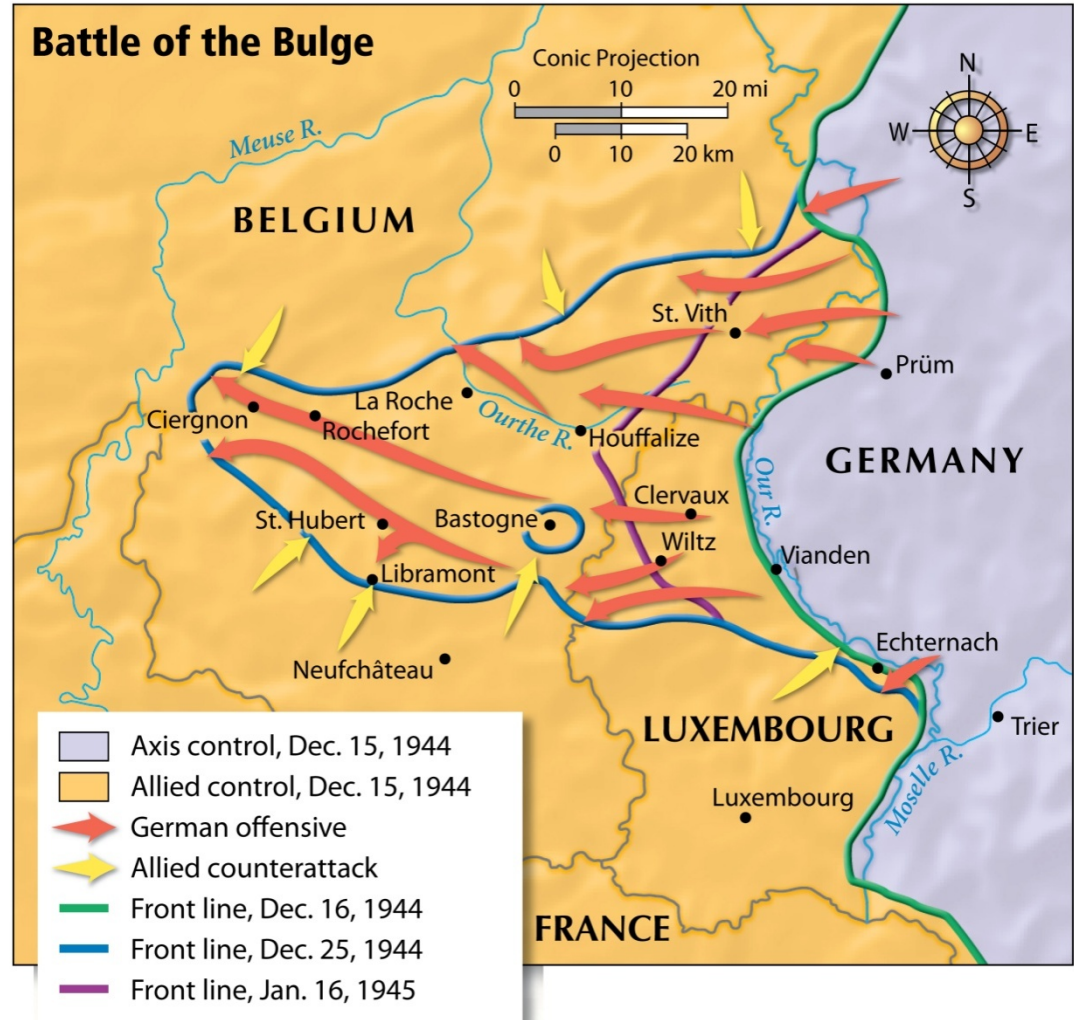 Battle of the Bulge
Conic Projection
0 10 20 mi
0 10 20 km
N
W E
S
Meuse R.
BELGIUM
St. Vith
Prüm
La Roche
Ciergnon
Rochefort
Ourthe R.
Houffalize
GERMANY
Our R.
Clervaux
St. Hubert
Bastogne
Wiltz
Vianden
Libramont
Echternach
Neufchâteau
LUXEMBOURG
Trier
Moselle R.
Luxembourg
FRANCE
Axis control, Dec. 15, 1944
Allied control, Dec. 15, 1944
German offensive
Allied counterattack
Front line, Dec. 16, 1944
Front line, Dec. 25, 1944
Front line, Jan. 16, 1945